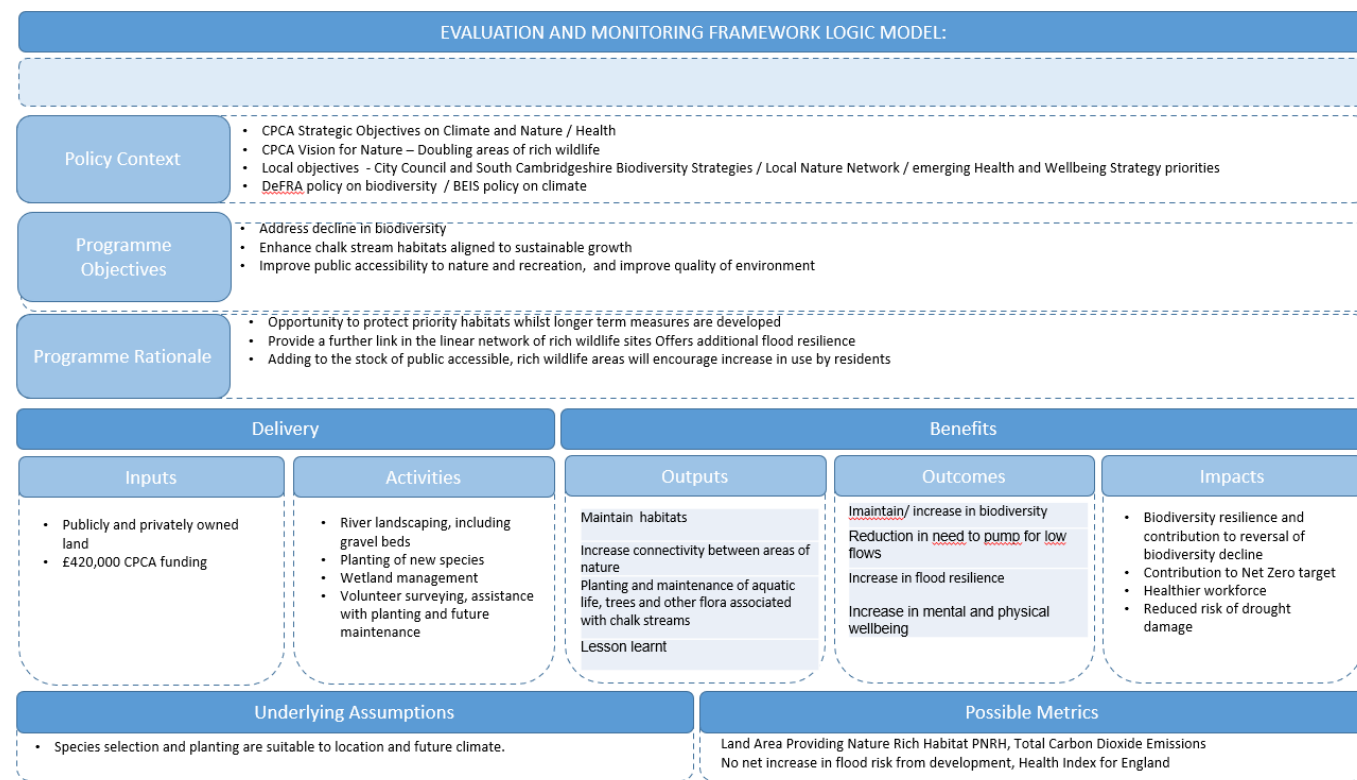 EVALUATION AND MONITORING FRAMEWORK LOGIC MODEL:
Policy Context
• CPCA Strategic Objectives on Climate and Nature / Health
• CPCA Vision for Nature – Doubling areas of rich wildlife
• Local objectives  - City Council and South Cambridgeshire Biodiversity Strategies / Local Nature Network / emerging Health and Wellbeing Strategy priorities
• DeFRA policy on biodiversity  / BEIS policy on climate
Programme
Objectives
• Address decline in biodiversity
• Enhance chalk stream habitats aligned to sustainable growth
• Improve public accessibility to nature and recreation,  and improve quality of environment
Programme Rationale
• Opportunity to protect priority habitats whilst longer term measures are developed
• Provide a further link in the linear network of rich wildlife sites Offers additional flood resilience
• Adding to the stock of public accessible, rich wildlife areas will encourage increase in use by residents
Delivery
Benefits
Inputs
• Publicly and privately owned
land
• £420,000 CPCA funding
Activities
• River landscaping, including
gravel beds
• Planting of new species
• Wetland management
• Volunteer surveying, assistance
with planting and future
maintenance
Outputs
Maintain  habitats
Increase connectivity between areas of
nature
Planting and maintenance of aquatic
life, trees and other flora associated
with chalk streams
Lesson learnt
Outcomes
Imaintain/ increase in biodiversity
Reduction in need to pump for low
flows
Increase in flood resilience
Increase in mental and physical
wellbeing
Impacts
• Biodiversity resilience and
contribution to reversal of
biodiversity decline
• Contribution to Net Zero target
• Healthier workforce
• Reduced risk of drought
damage
Underlying Assumptions
• Species selection and planting are suitable to location and future climate.
Possible Metrics
Land Area Providing Nature Rich Habitat PNRH, Total Carbon Dioxide Emissions
No net increase in flood risk from development, Health Index for England